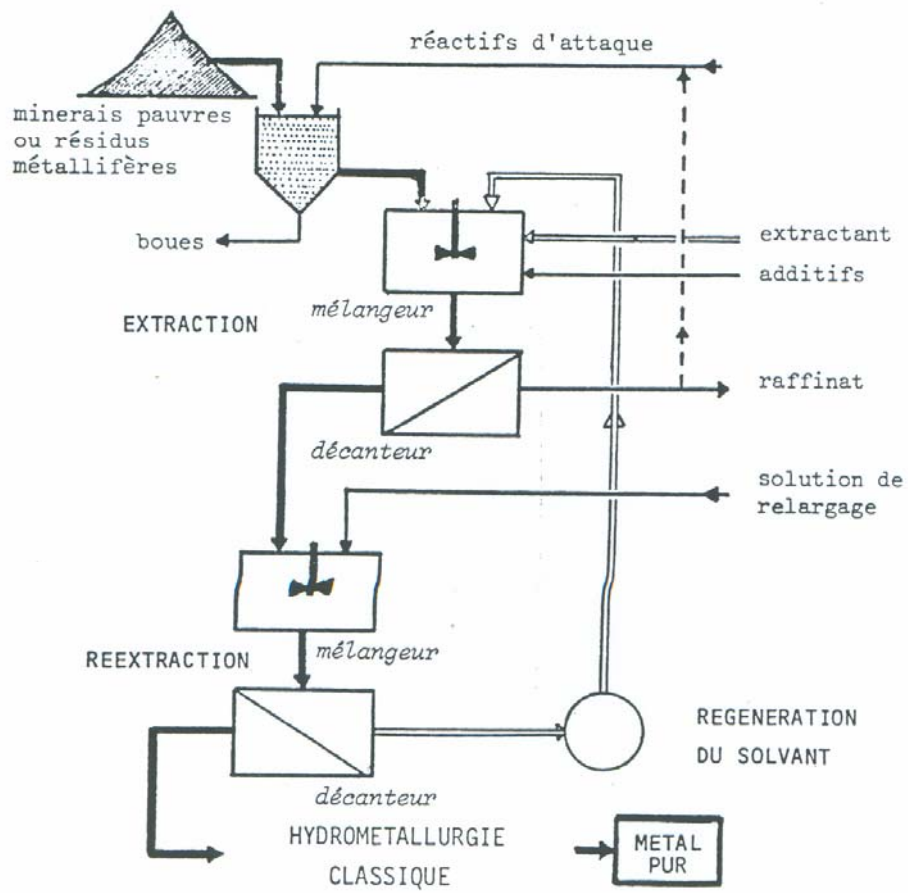 réactifs d'attaque
minerais pauvres
ou résidus
métallifères
boues
extractant
additifs
mélangeur
EXTRACTION
raffinat
décanteur
solution de
relargage
mélangeur
REEXTRACTION
REGENERATION
DU SOLVANT
décanteur
HYDROMETALLURGIE
CLASSIQUE
METAL
PUR